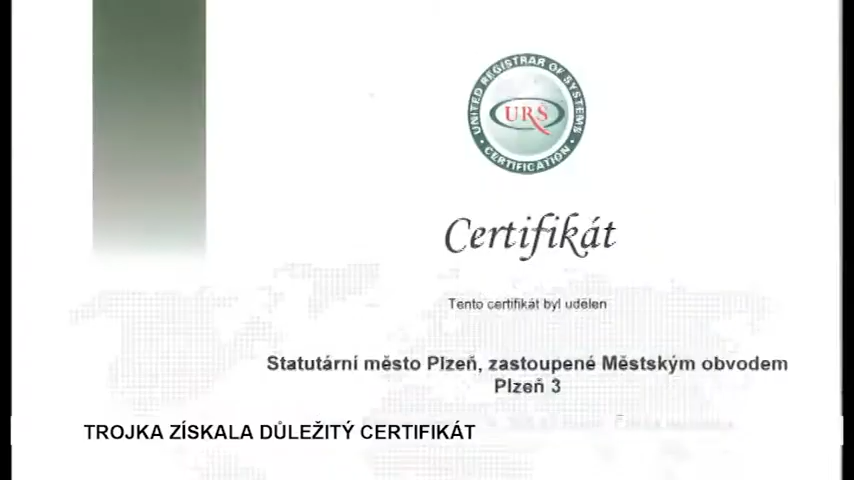 UNITED REGISTRAR OF SYSTEMS
URS
CERTIFICATION
Certifikát
Tento certifikát byl udělen
Statutární město Plzeň, zastoupené Městským obvodem
Plzeň 3
TROJKA ZÍSKALA DŮLEŽITÝ CERTIFIKÁT